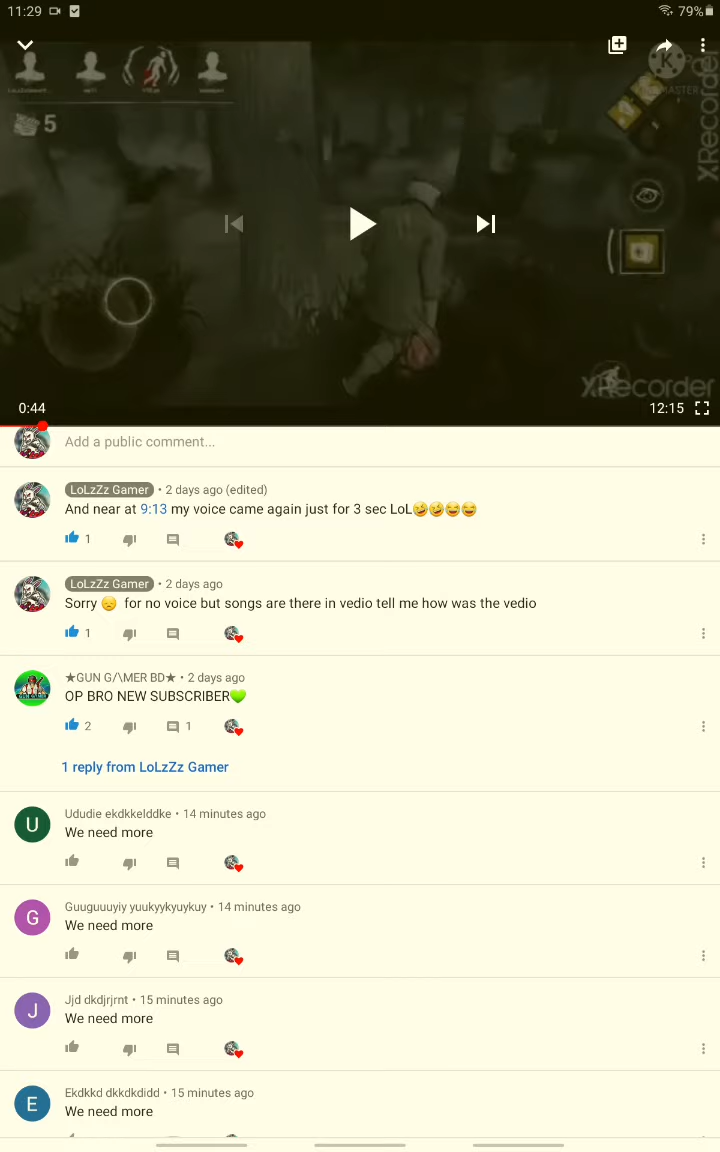 11:29
79%
5
K
KINEMASTER
XRecorder
XRecorder
0:44
12:15
Add a public comment...
LoLzZz Gamer • 2 days ago (edited)
And near at 9:13 my voice came again just for 3 sec LoL🤣🤣😂😂
1
LoLzZz Gamer • 2 days ago
Sorry 😞 for no voice but songs are there in vedio tell me how was the vedio
1
★GUN G/\MER BD★ • 2 days ago
OP BRO NEW SUBSCRIBER💚
2
1
1 reply from LoLzZz Gamer
U
Ududie ekdkkelddke • 14 minutes ago
We need more
G
Guuguuuyiy yuukyykyuykuy • 14 minutes ago
We need more
J
Jjd dkdjrjrnt • 15 minutes ago
We need more
E
Ekdkkd dkkdkdidd • 15 minutes ago
We need more